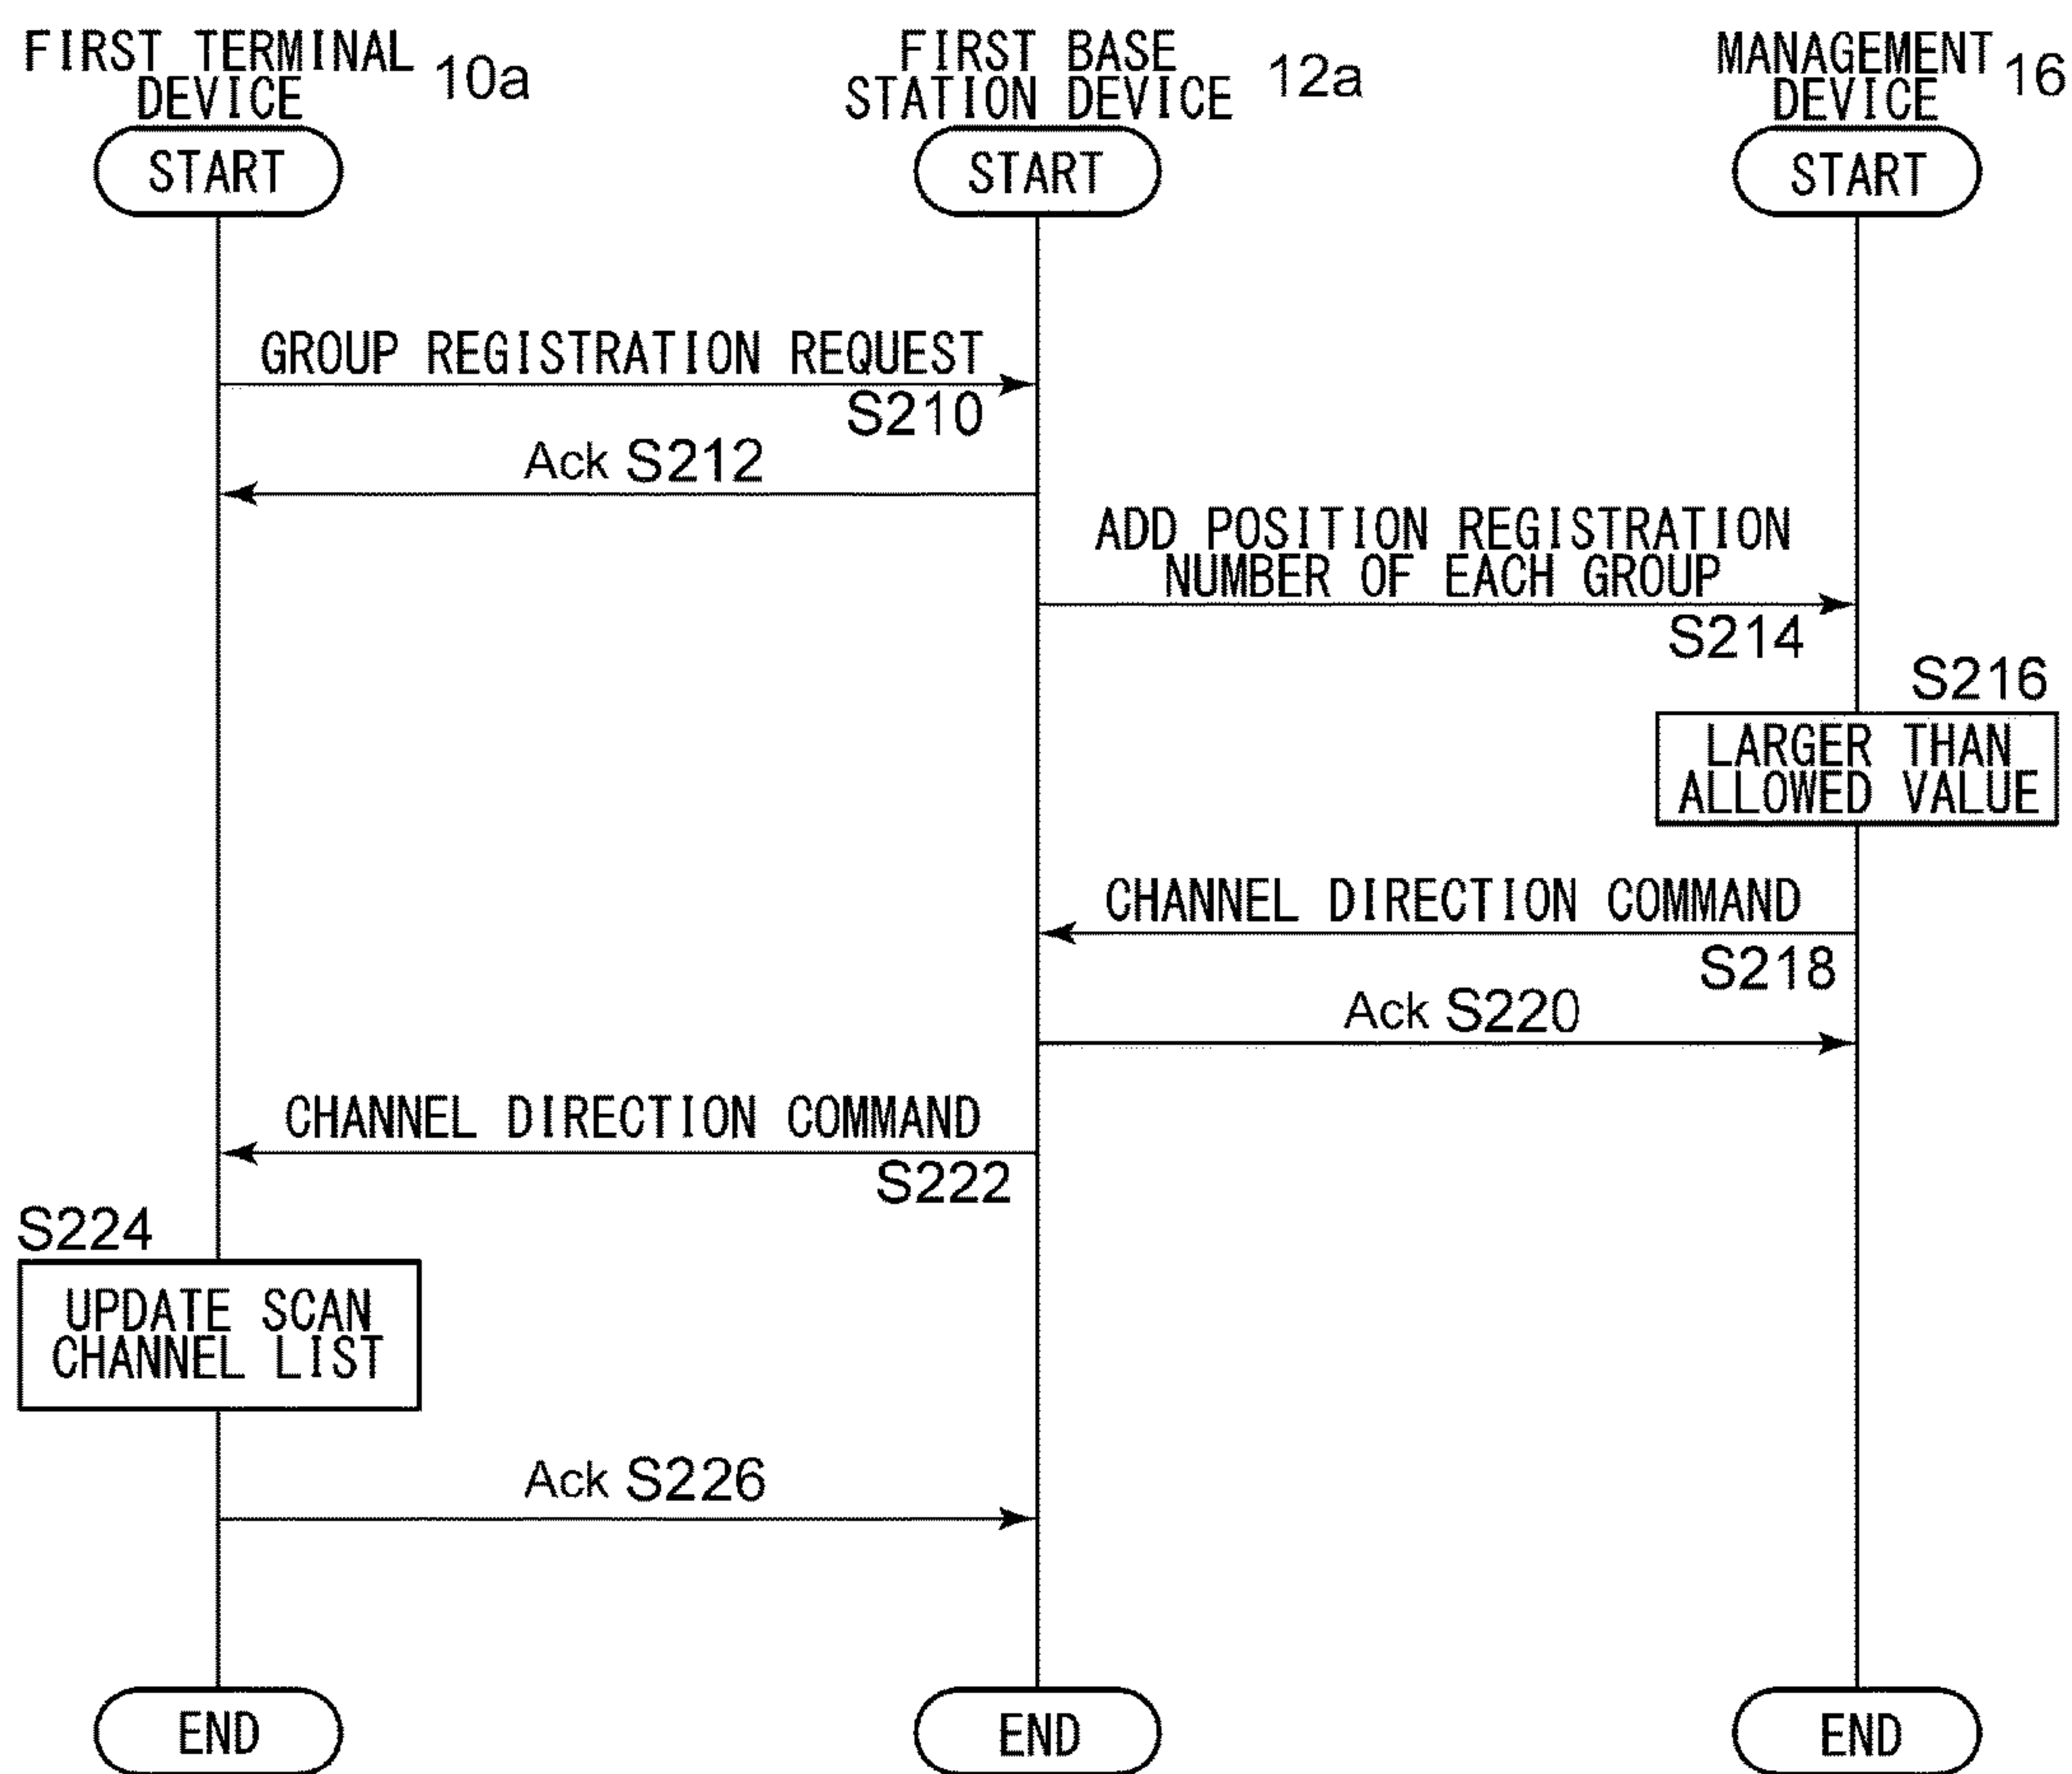 FIRST TERMINAL
DEVICE
10a
FIRST BASE
STATION DEVICE
12a
MANAGEMENT
DEVICE
16
START
START
START
GROUP REGISTRATION REQUEST
S210
Ack S212
ADD POSITION REGISTRATION
NUMBER OF EACH GROUP
S214
S216
LARGER THAN
ALLOWED VALUE
CHANNEL DIRECTION COMMAND
S218
Ack S220
CHANNEL DIRECTION COMMAND
S222
S224
UPDATE SCAN
CHANNEL LIST
Ack S226
END
END
END